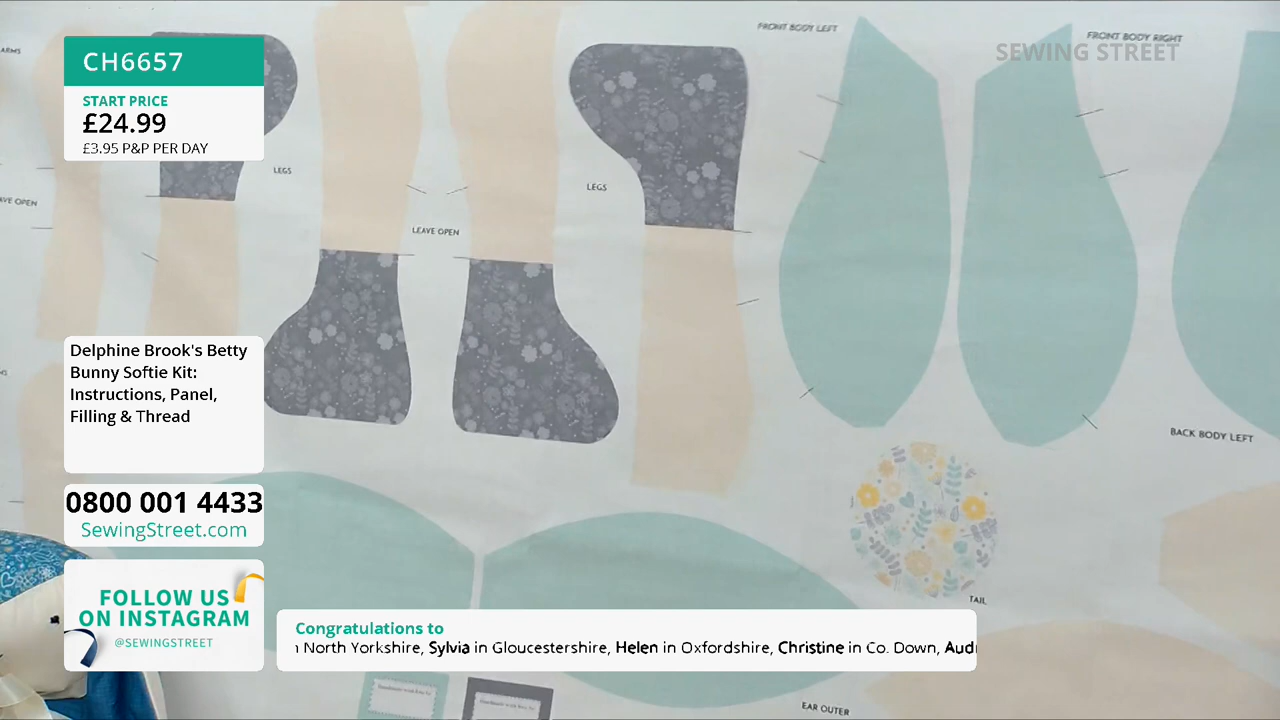 ARMS
CH6657
START PRICE
£24.99
£3.95 P&P PER DAY
FRONT BODY LEFT
FRONT BODY RIGHT
SEWING STREET
LEGS
LEGS
AVE OPEN
LEAVE OPEN
Delphine Brook's Betty
Bunny Softie Kit:
Instructions, Panel,
Filling & Thread
BACK BODY LEFT
0800 001 4433
SewingStreet.com
FOLLOW US
ON INSTAGRAM
@SEWINGSTREET
TAIL
Congratulations to
North Yorkshire, Sylvia in Gloucestershire, Helen in Oxfordshire, Christine in Co. Down, Aud
EAR OUTER